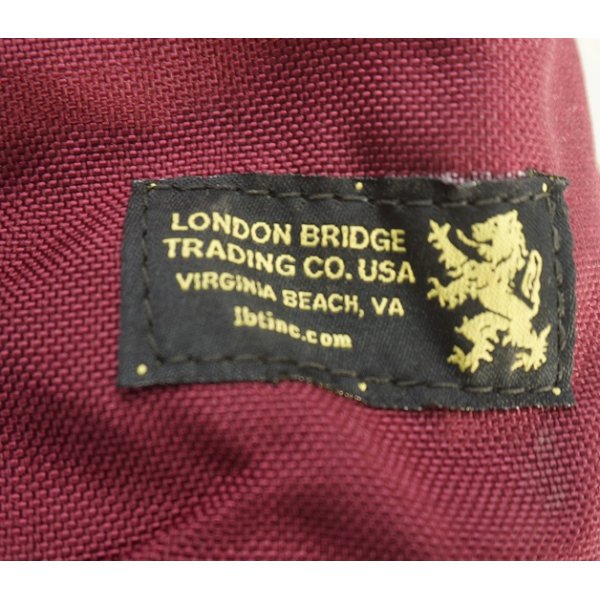 LONDON BRIDGE
TRADING CO. USA
VIRGINIA BEACH, VA
lbtinc.com